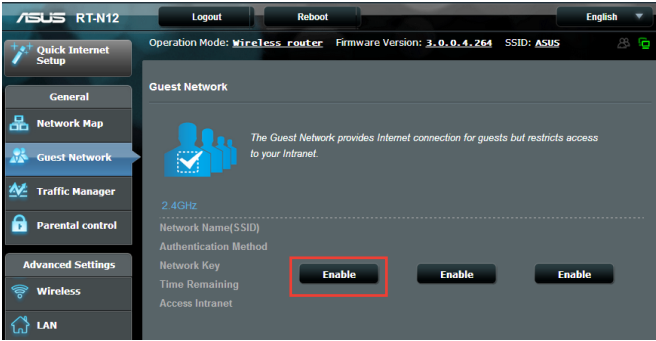 ASUS RT-N12 Logout Reboot English
Quick Internet Setup
Operation Mode: Wireless router Firmware Version: 3.0.0.4.264 SSID: ASUS
General
Network Map
Guest Network
Traffic Manager
Parental control
Advanced Settings
Wireless
LAN
Guest Network
The Guest Network provides Internet connection for guests but restricts access
to your Intranet.
2.4GHz
Network Name(SSID)
Authentication Method
Network Key
Time Remaining
Access Intranet
Enable Enable Enable